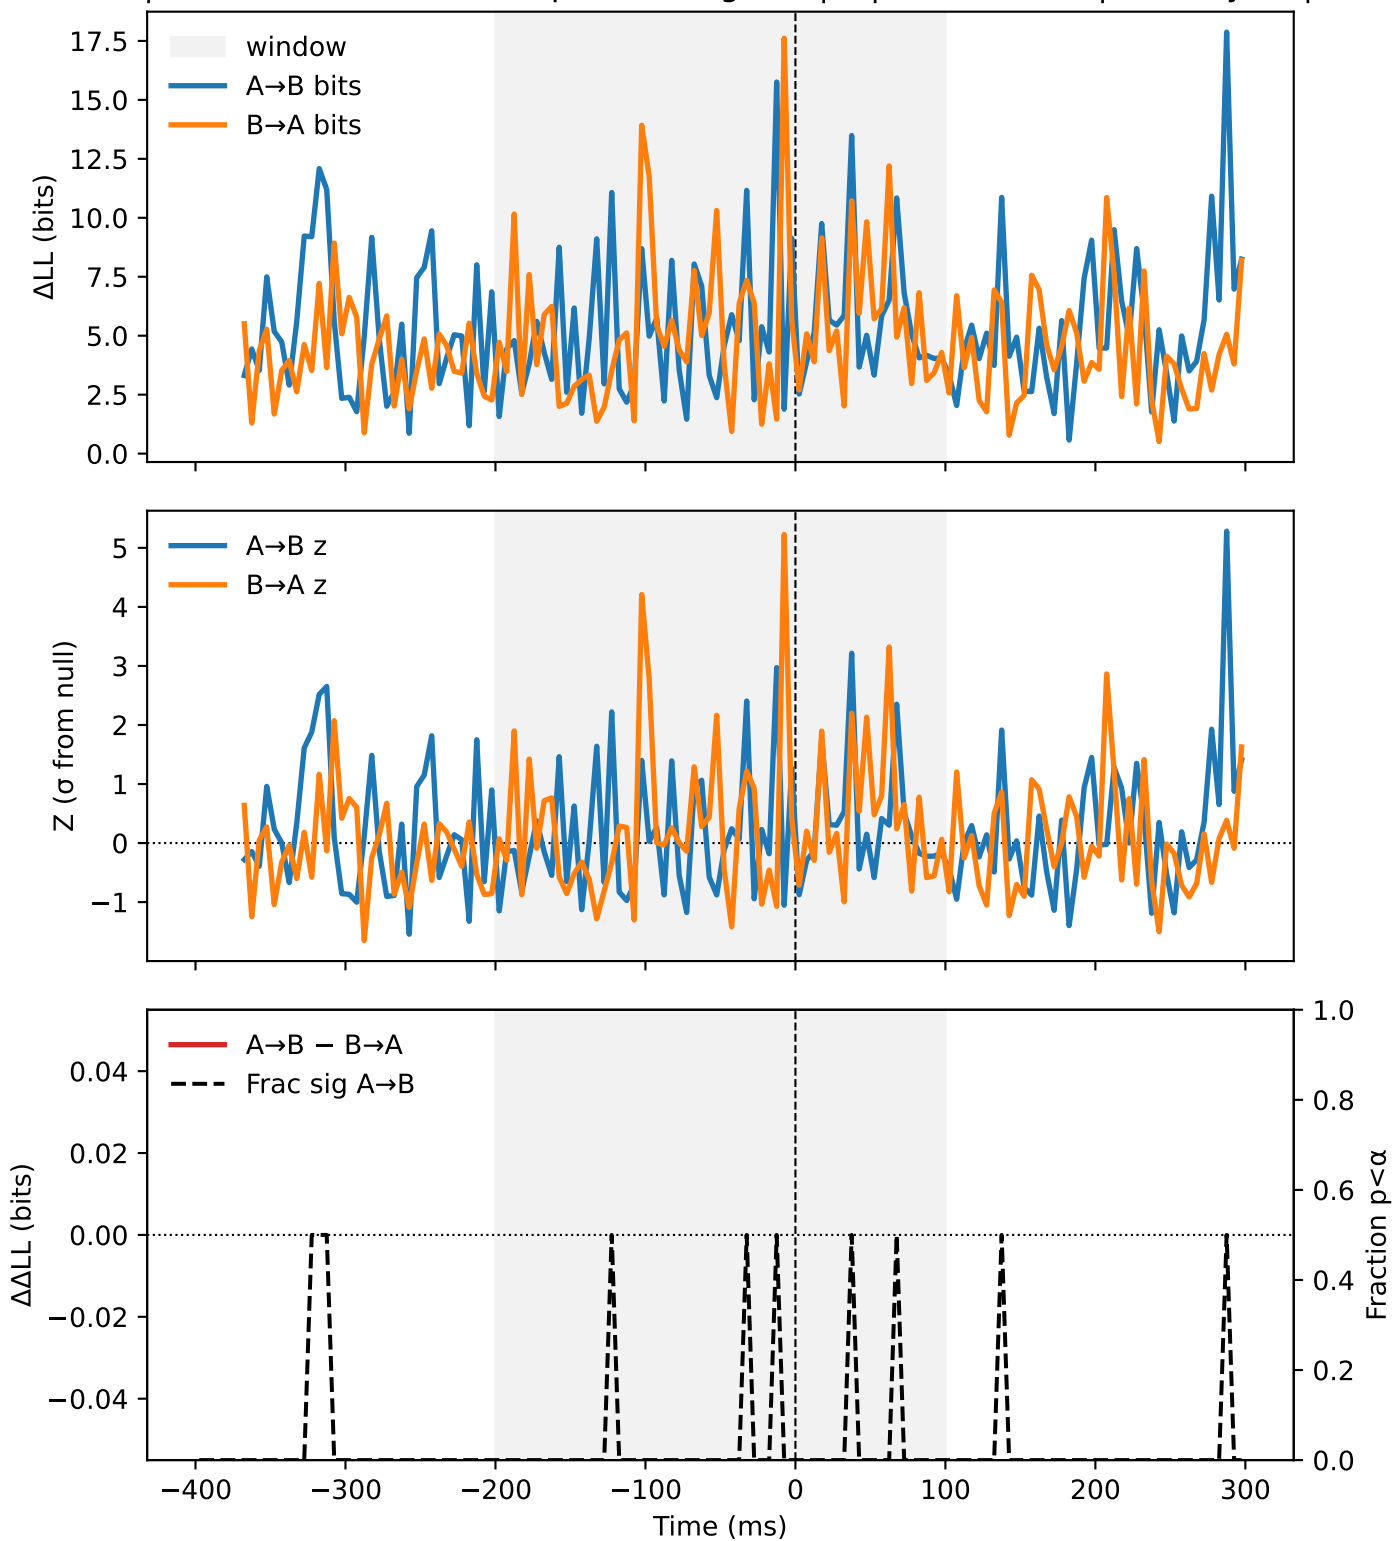 17.5
15.0
12.5
10.0
7.5
5.0
2.5
0.0
ΔLL (bits)
window
A→B bits
B→A bits
5
4
3
2
1
0
−1
Z (σ from null)
A→B z
B→A z
0.04
0.02
0.00
−0.02
−0.04
ΔΔLL (bits)
A→B − B→A
Frac sig A→B
1.0
0.8
0.6
0.4
0.2
0.0
Fraction p<α
−400 −300 −200 −100 0 100 200 300
Time (ms)